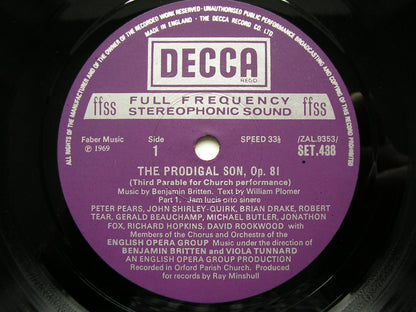 ALL RIGHTS OF THE MANUFACTURER AND OF THE OWNER OF THE RECORDED WORK RESERVED · UNAUTHORISED PUBLIC PERFORMANCE BROADCASTING AND COPYING OF THIS RECORD PROHIBITED
MADE IN ENGLAND · THE DECCA RECORD CO. LTD.
DECCA
REGD
ffss FULL FREQUENCY STEREOPHONIC SOUND ffss
Faber Music Side SPEED 33⅓ /ZAL.9353/
℗ 1969 1 SET.438
THE PRODIGAL SON, Op. 81
(Third Parable for Church performance)
Music by Benjamin Britten. Text by William Plomer
Part 1. Jam lucis orto sinero
PETER PEARS, JOHN SHIRLEY-QUIRK, BRIAN DRAKE, ROBERT
TEAR, GERALD BEAUCHAMP, MICHAEL BUTLER, JONATHON
FOX, RICHARD HOPKINS, DAVID ROOKWOOD with
Members of the Chorus and Orchestra of the
ENGLISH OPERA GROUP Music under the direction of
BENJAMIN BRITTEN and VIOLA TUNNARD
AN ENGLISH OPERA GROUP PRODUCTION
Recorded in Orford Parish Church. Produced
for records by Ray Minshull